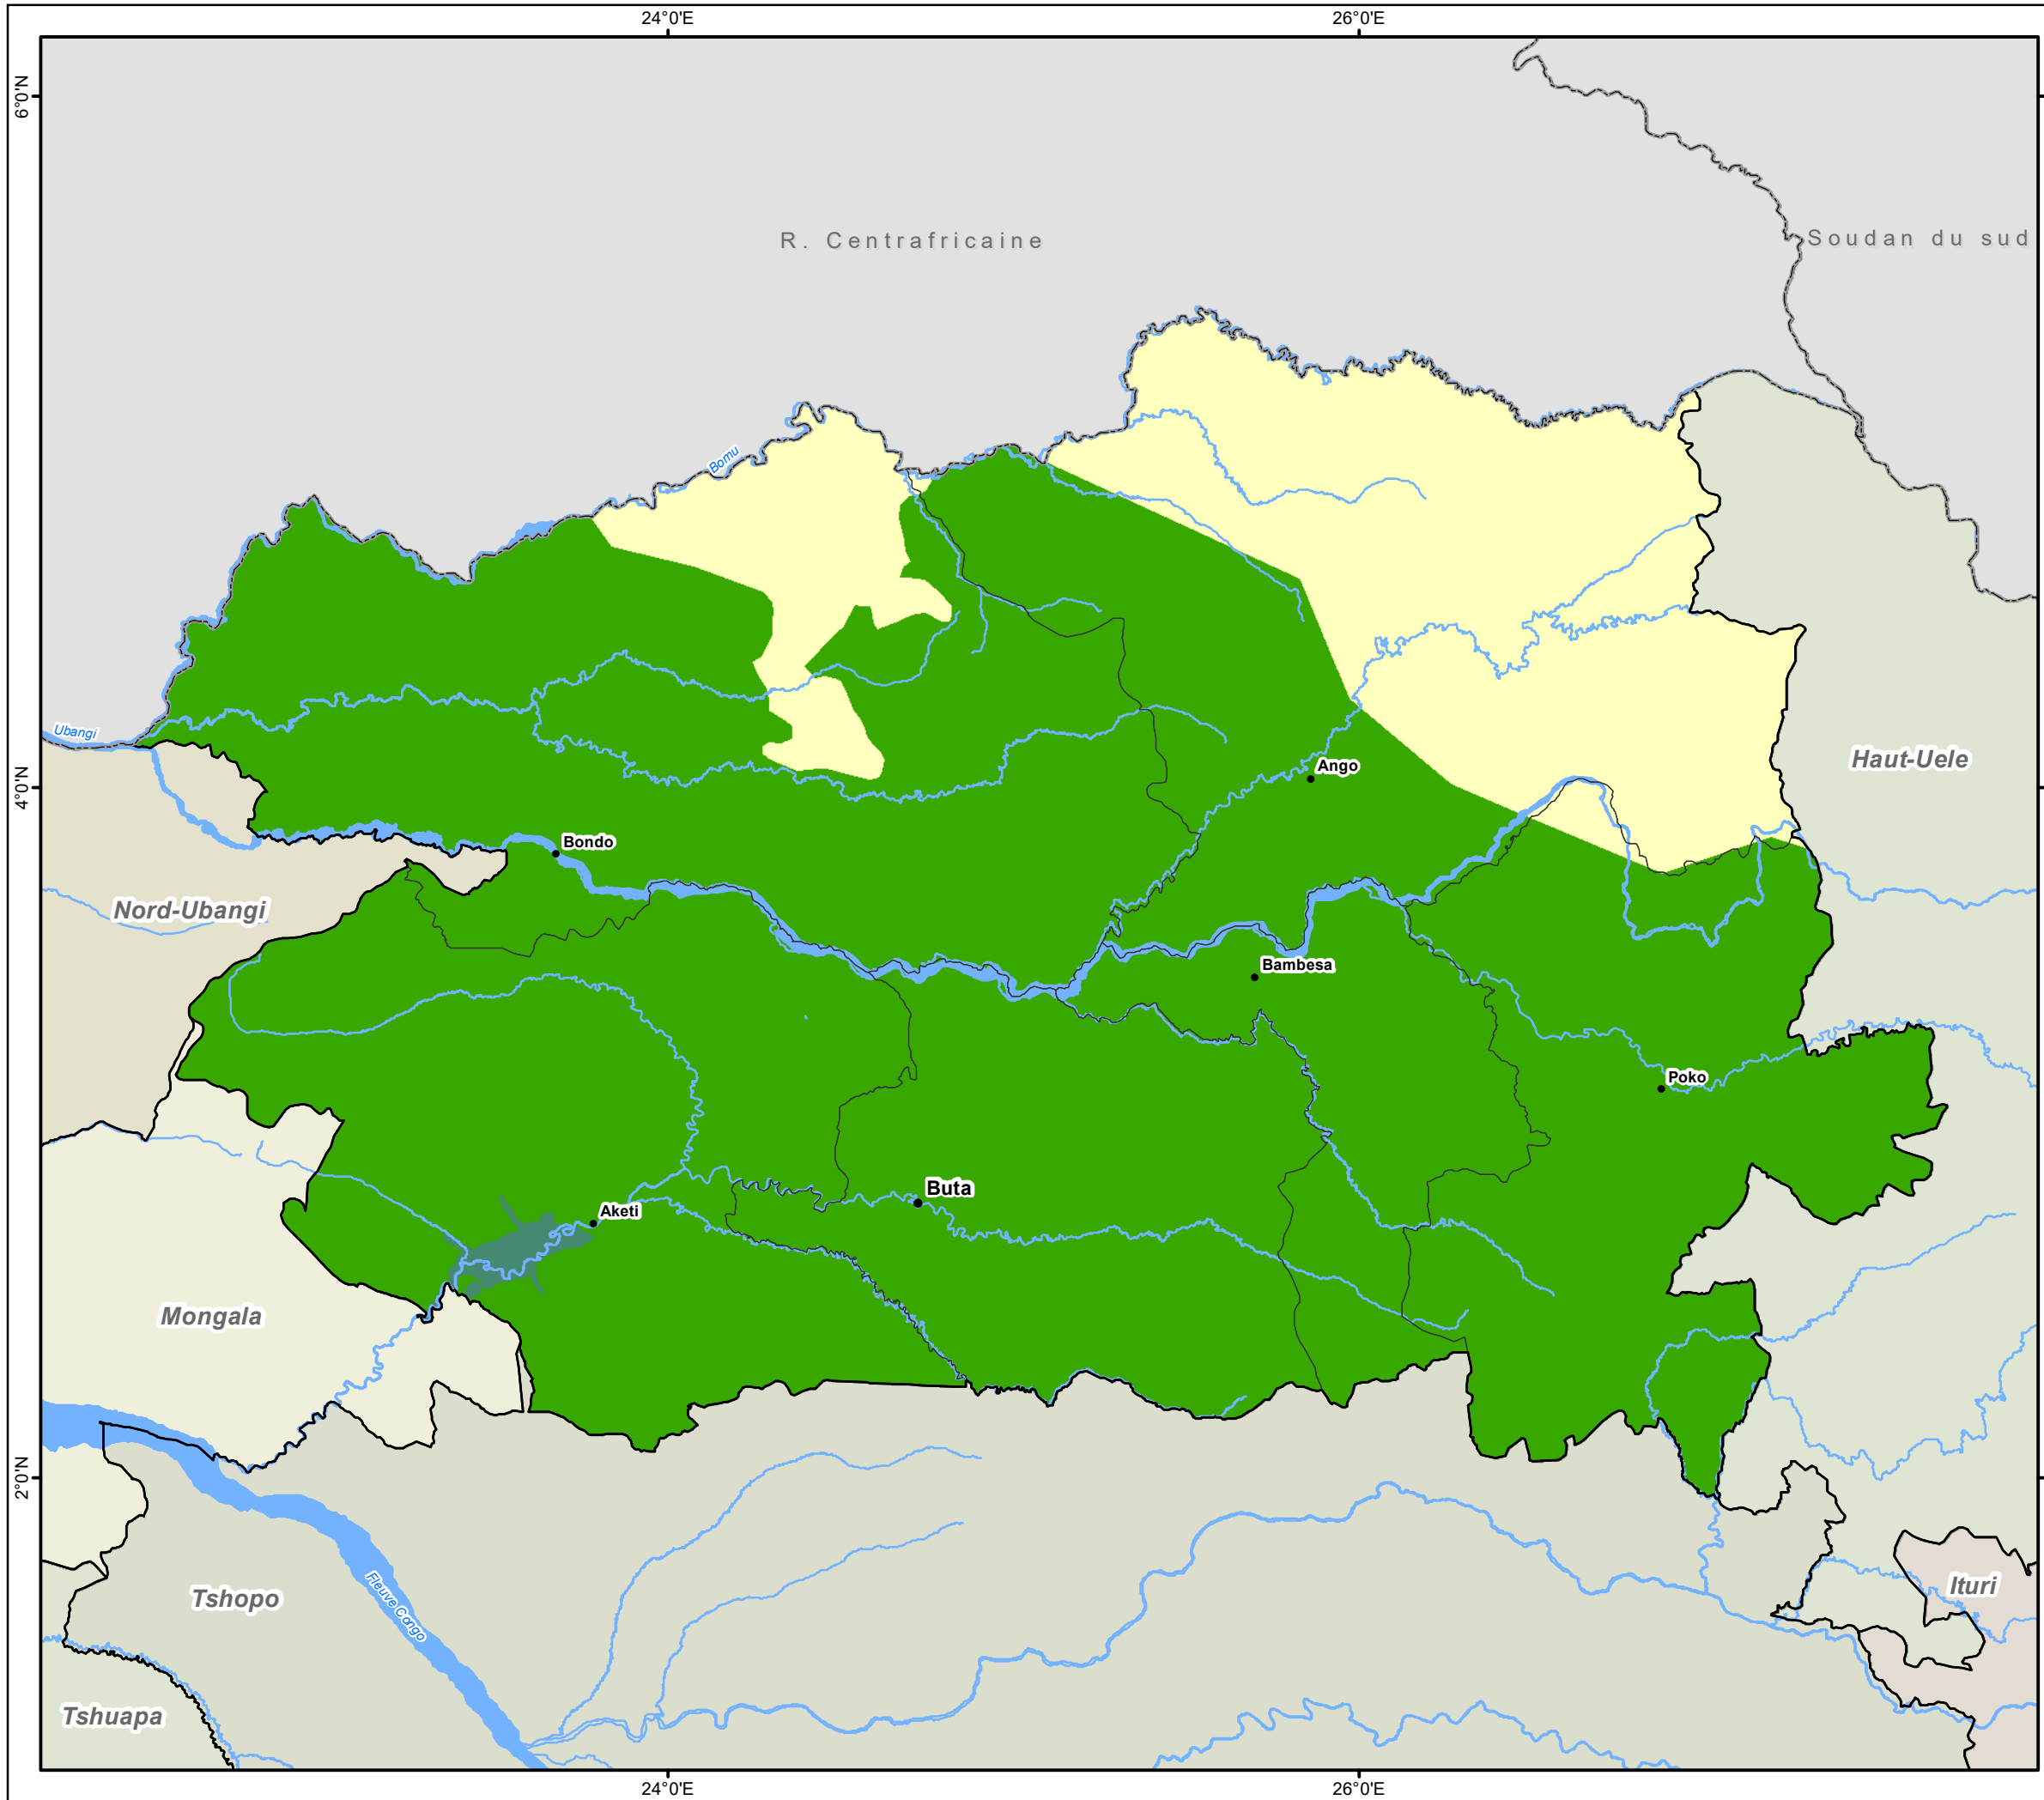 24°0'E
26°0'E
6°0'N
R. Centrafricaine
Soudan du sud
Bomu
Ubangi
4°0'N
Haut-Uele
Ango
Bondo
Nord-Ubangi
Bambesa
Poko
Buta
Aketi
Mongala
2°0'N
Fleuve Congo
Tshopo
Ituri
Tshuapa
24°0'E
26°0'E